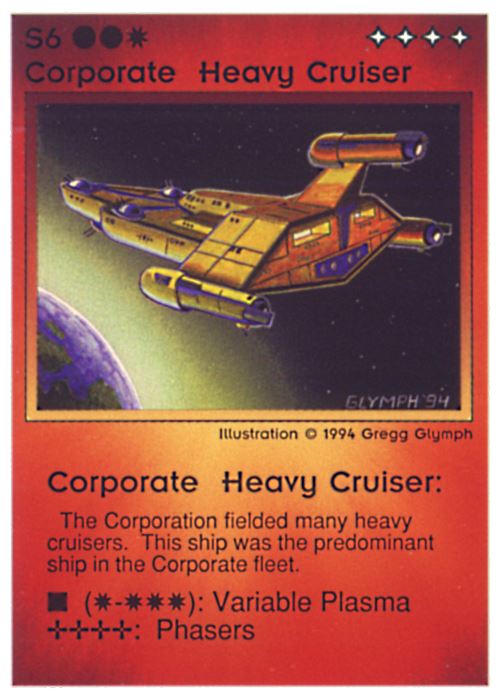 S6 ●●✷ ✦✦✦✦
Corporate Heavy Cruiser
GLYMPH '94
Illustration © 1994 Gregg Glymph
Corporate Heavy Cruiser:
The Corporation fielded many heavy
cruisers. This ship was the predominant
ship in the Corporate fleet.
■ (✷-✷✷✷): Variable Plasma
✢✢✢✢: Phasers